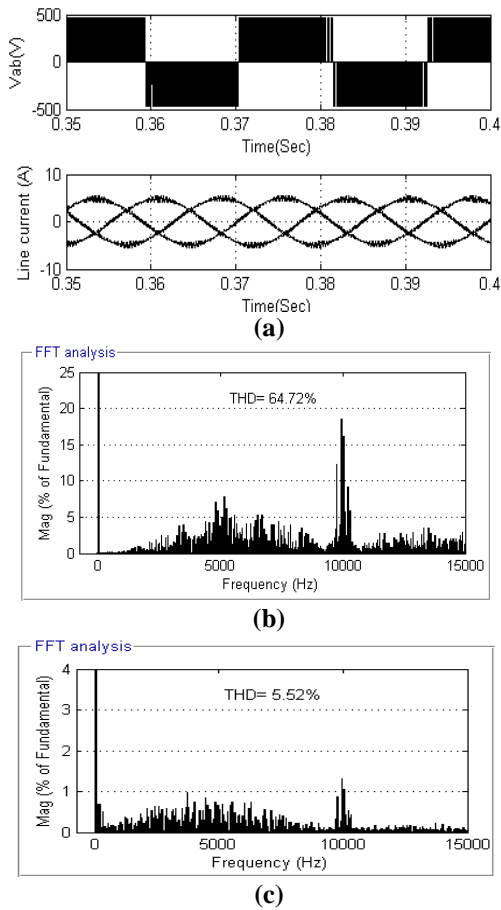 500
0
-500
Vab(V)
0.35 0.36 0.37 0.38 0.39 0.4
Time(Sec)
10
0
-10
Line current (A)
0.35 0.36 0.37 0.38 0.39 0.4
Time(Sec)
(a)
FFT analysis
25
20
15
10
5
0
Mag (% of Fundamental)
THD= 64.72%
0 5000 10000 15000
Frequency (Hz)
(b)
FFT analysis
4
3
2
1
0
Mag (% of Fundamental)
THD= 5.52%
0 5000 10000 15000
Frequency (Hz)
(c)